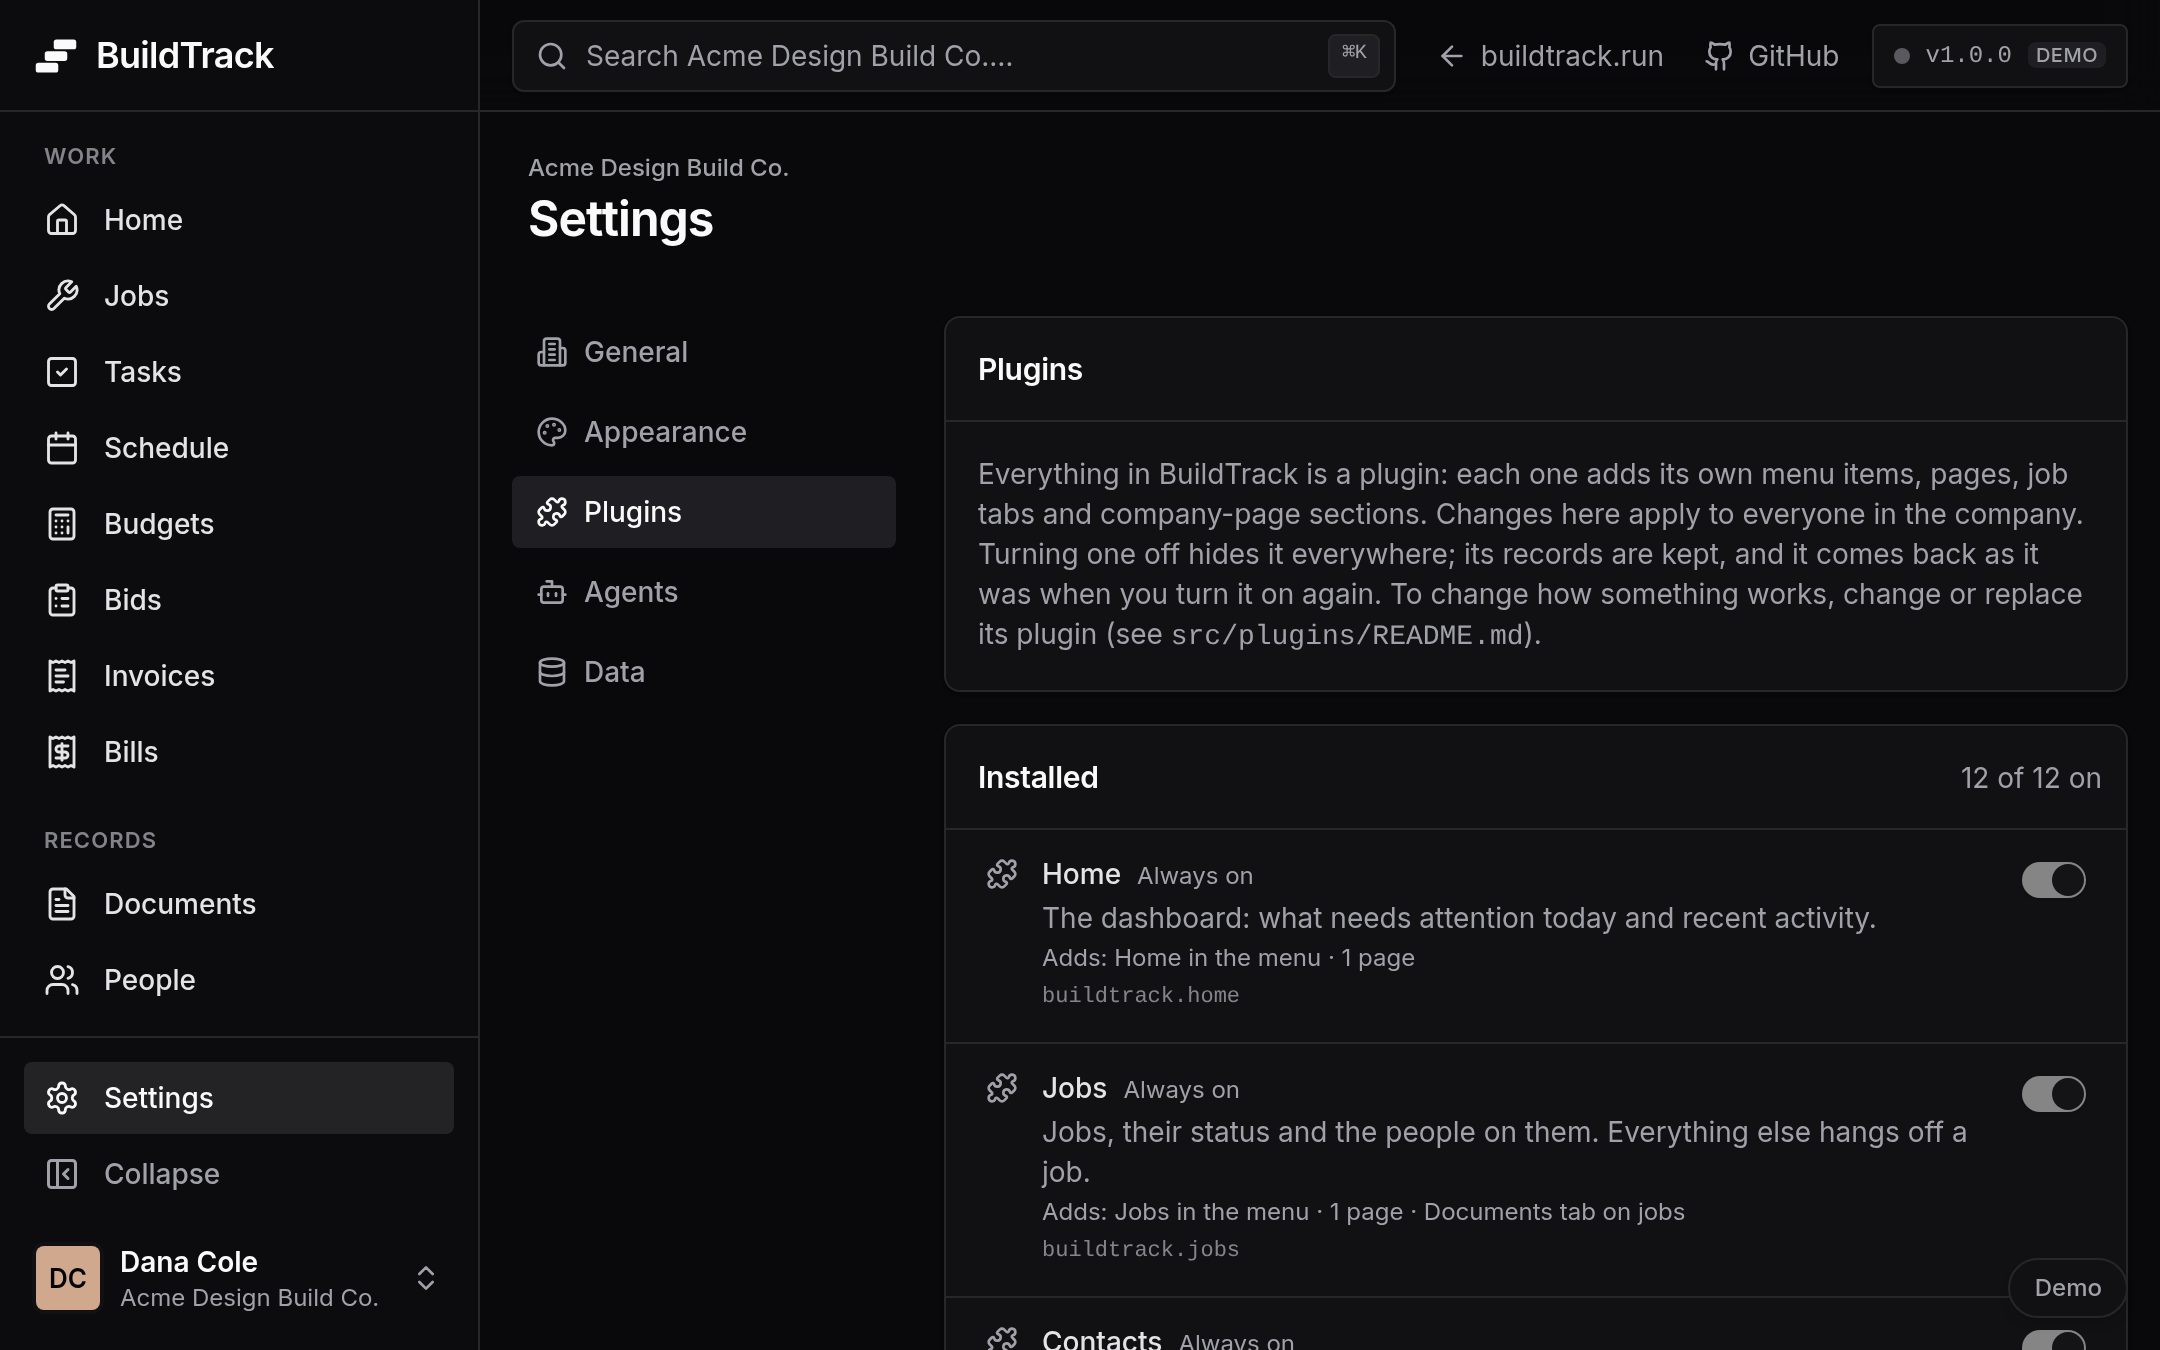 BuildTrack
Search Acme Design Build Co....
⌘K
buildtrack.run
GitHub
v1.0.0 DEMO
WORK
Home
Jobs
Tasks
Schedule
Budgets
Bids
Invoices
Bills
RECORDS
Documents
People
Settings
Collapse
DC
Dana Cole
Acme Design Build Co.
Acme Design Build Co.
Settings
General
Appearance
Plugins
Agents
Data
Plugins
Everything in BuildTrack is a plugin: each one adds its own menu items, pages, job
tabs and company-page sections. Changes here apply to everyone in the company.
Turning one off hides it everywhere; its records are kept, and it comes back as it
was when you turn it on again. To change how something works, change or replace
its plugin (see src/plugins/README.md).
Installed
12 of 12 on
Home Always on
The dashboard: what needs attention today and recent activity.
Adds: Home in the menu · 1 page
buildtrack.home
Jobs Always on
Jobs, their status and the people on them. Everything else hangs off a
job.
Adds: Jobs in the menu · 1 page · Documents tab on jobs
buildtrack.jobs
Demo
Contacts Always on